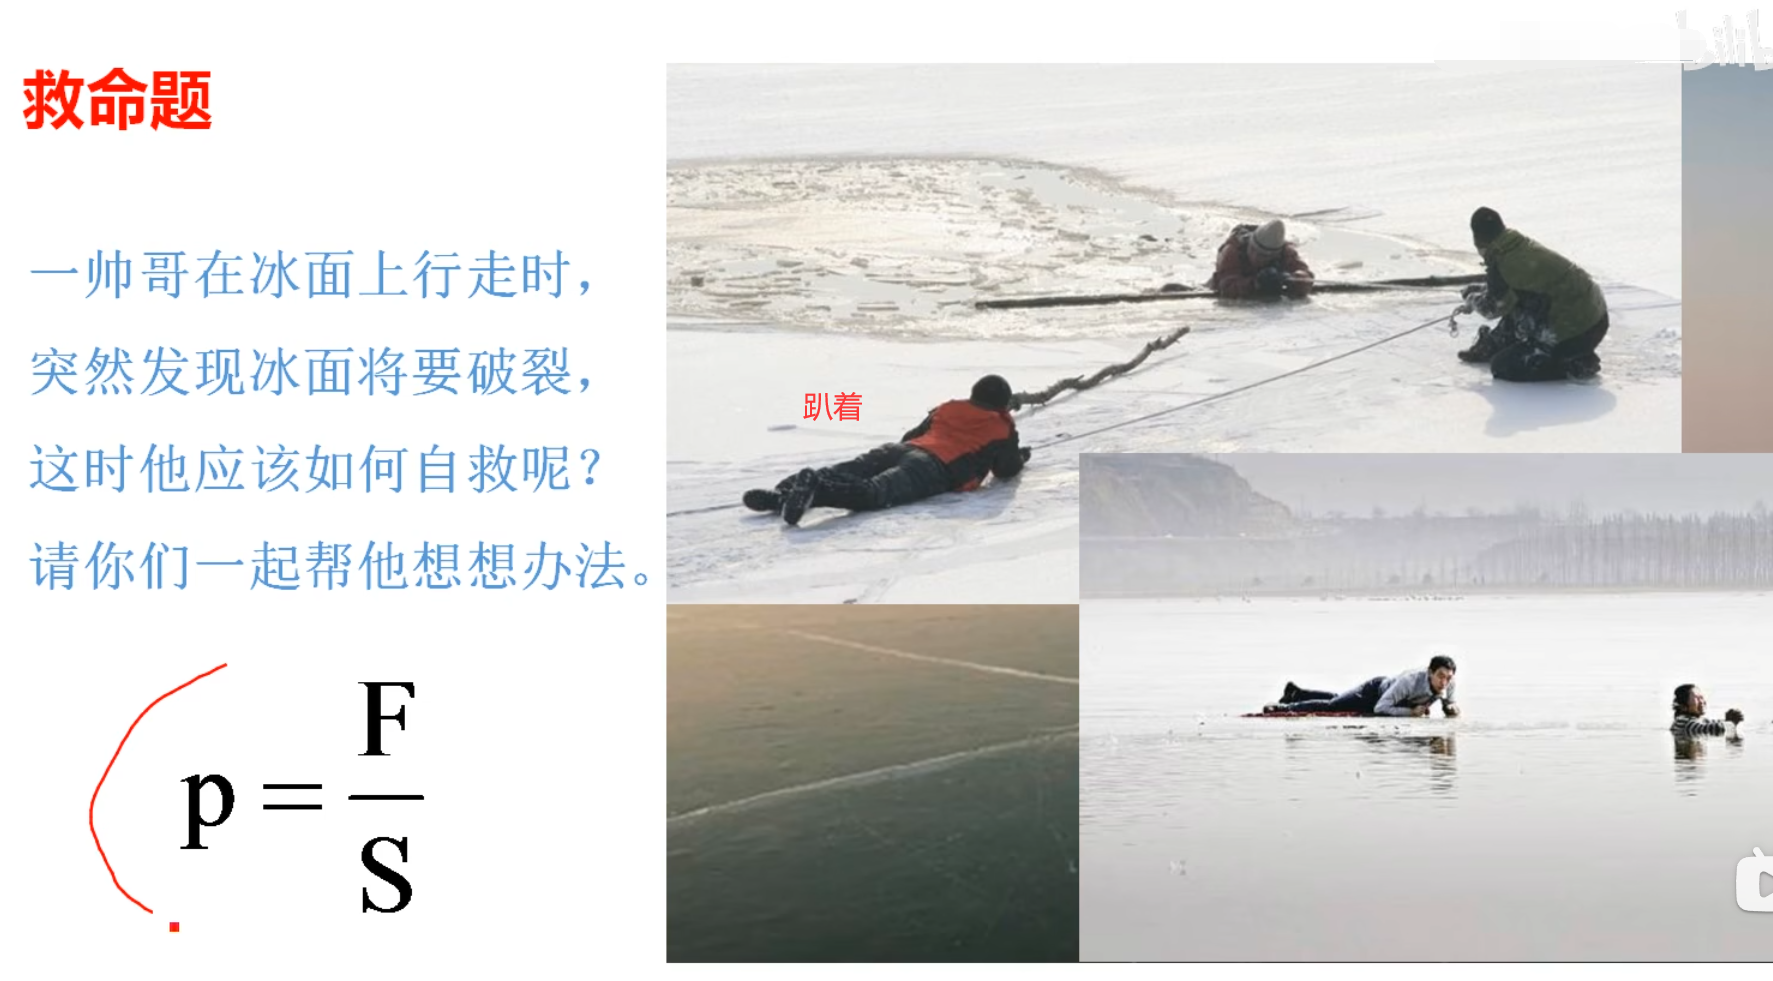 救命题
一帅哥在冰面上行走时，
突然发现冰面将要破裂，
这时他应该如何自救呢？
请你们一起帮他想想办法。
趴着
p = F/S